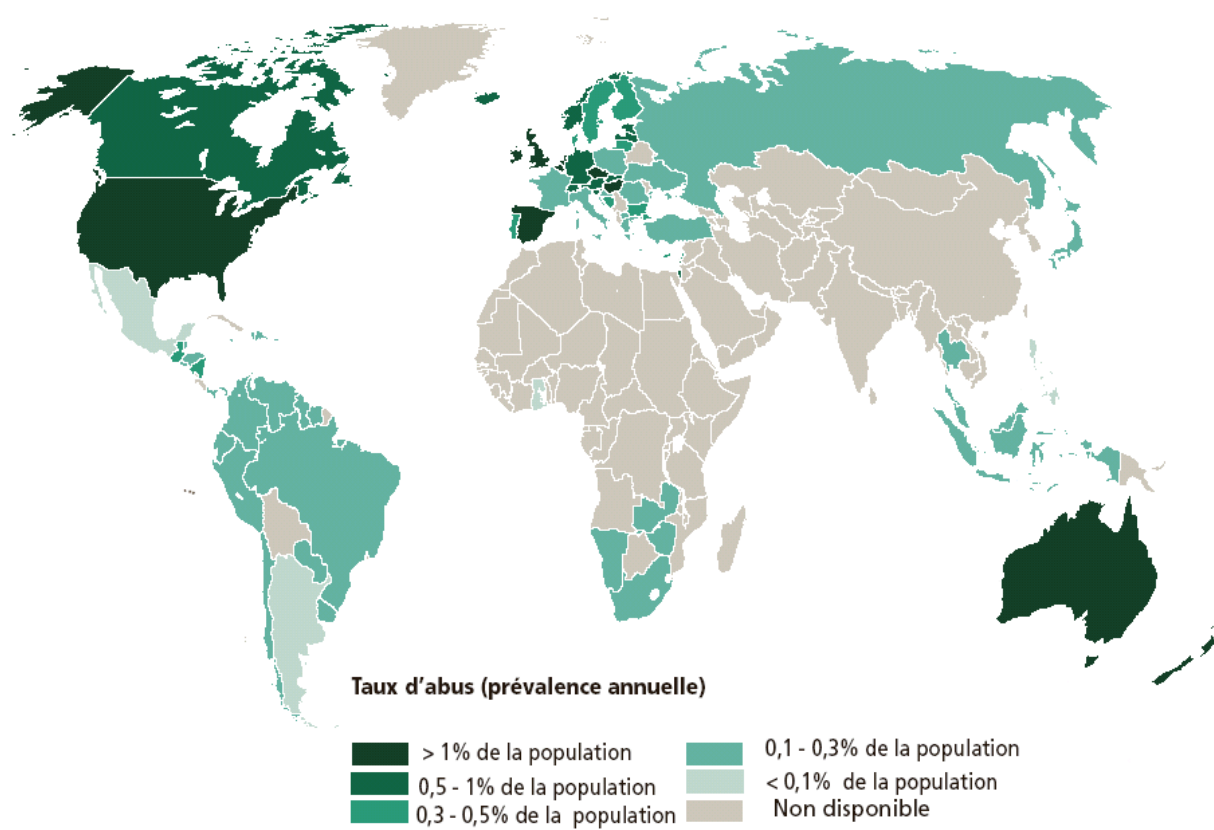 Taux d'abus (prévalence annuelle)
> 1% de la population
0,5 - 1% de la population
0,3 - 0,5% de la population
0,1 - 0,3% de la population
< 0,1% de la population
Non disponible